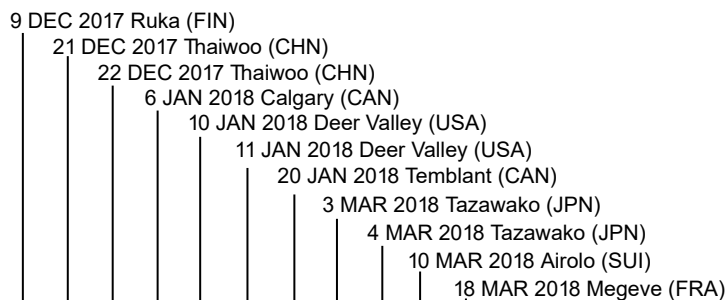 9 DEC 2017 Ruka (FIN)
21 DEC 2017 Thaiwoo (CHN)
22 DEC 2017 Thaiwoo (CHN)
6 JAN 2018 Calgary (CAN)
10 JAN 2018 Deer Valley (USA)
11 JAN 2018 Deer Valley (USA)
20 JAN 2018 Temblant (CAN)
3 MAR 2018 Tazawako (JPN)
4 MAR 2018 Tazawako (JPN)
10 MAR 2018 Airolo (SUI)
18 MAR 2018 Megeve (FRA)